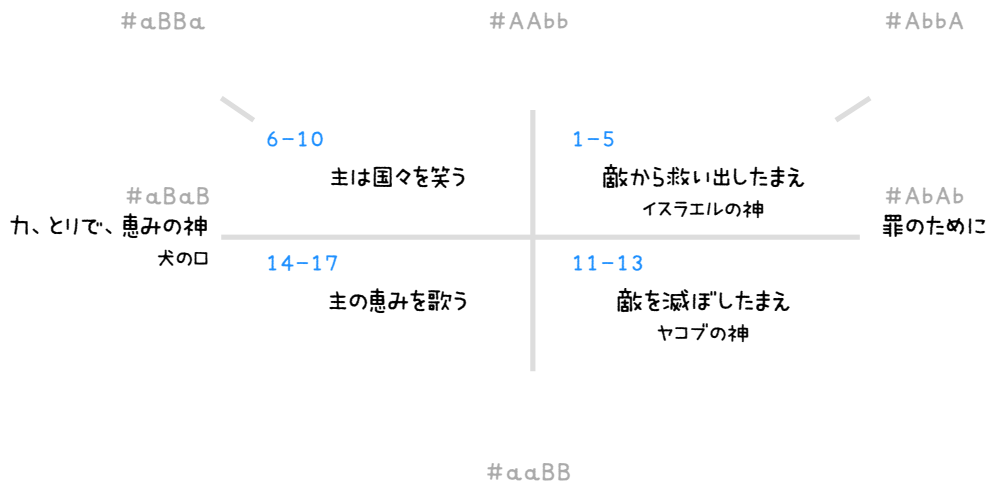 #aBBa
#AAbb
#AbbA
6-10
主は国々を笑う
1-5
敵から救い出したまえ
イスラエルの神
#aBaB
力、とりで、恵みの神
犬の口
#AbAb
罪のために
14-17
主の恵みを歌う
11-13
敵を滅ぼしたまえ
ヤコブの神
#aaBB